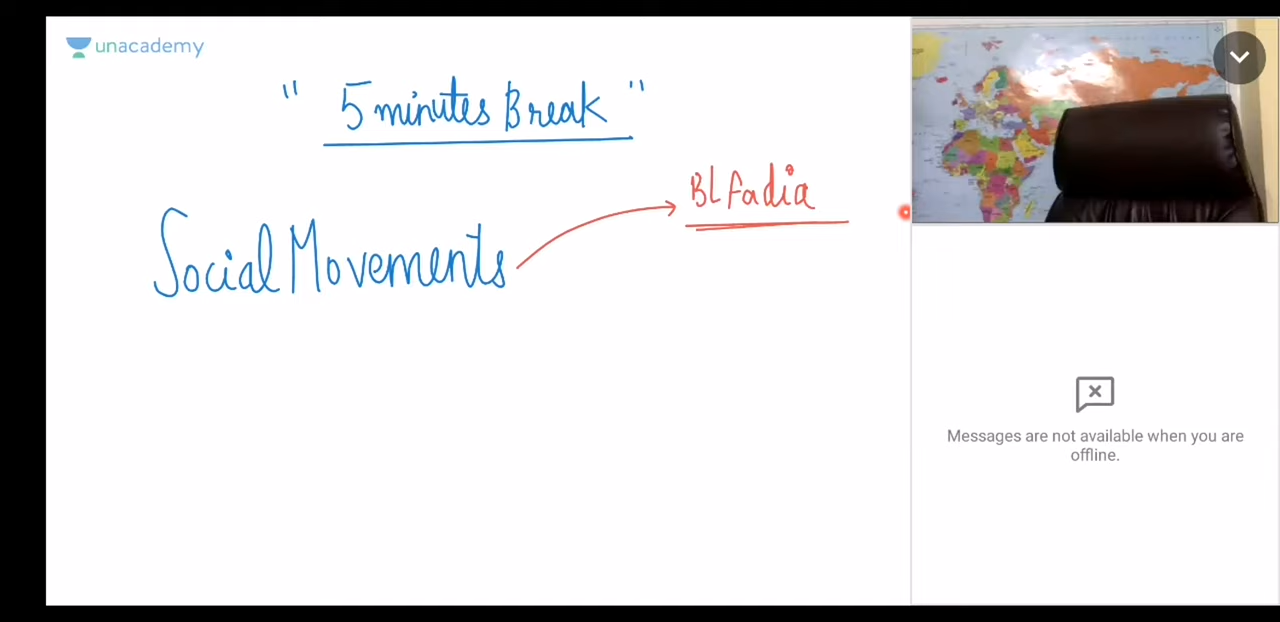 unacademy
" 5 minutes Break "
BL Fadia
Social Movements
Messages are not available when you are
offline.